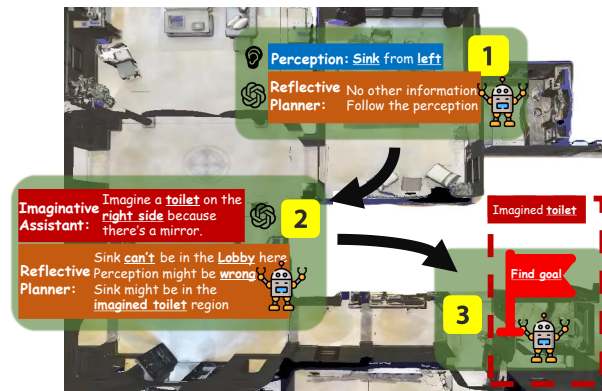 1
Perception: Sink from left
Reflective Planner: No other information
Follow the perception
2
Imaginative Assistant: Imagine a toilet on the
right side because
there's a mirror.
Reflective Planner: Sink can't be in the Lobby here
Perception might be wrong
Sink might be in the
imagined toilet region
Imagined toilet
Find goal
3